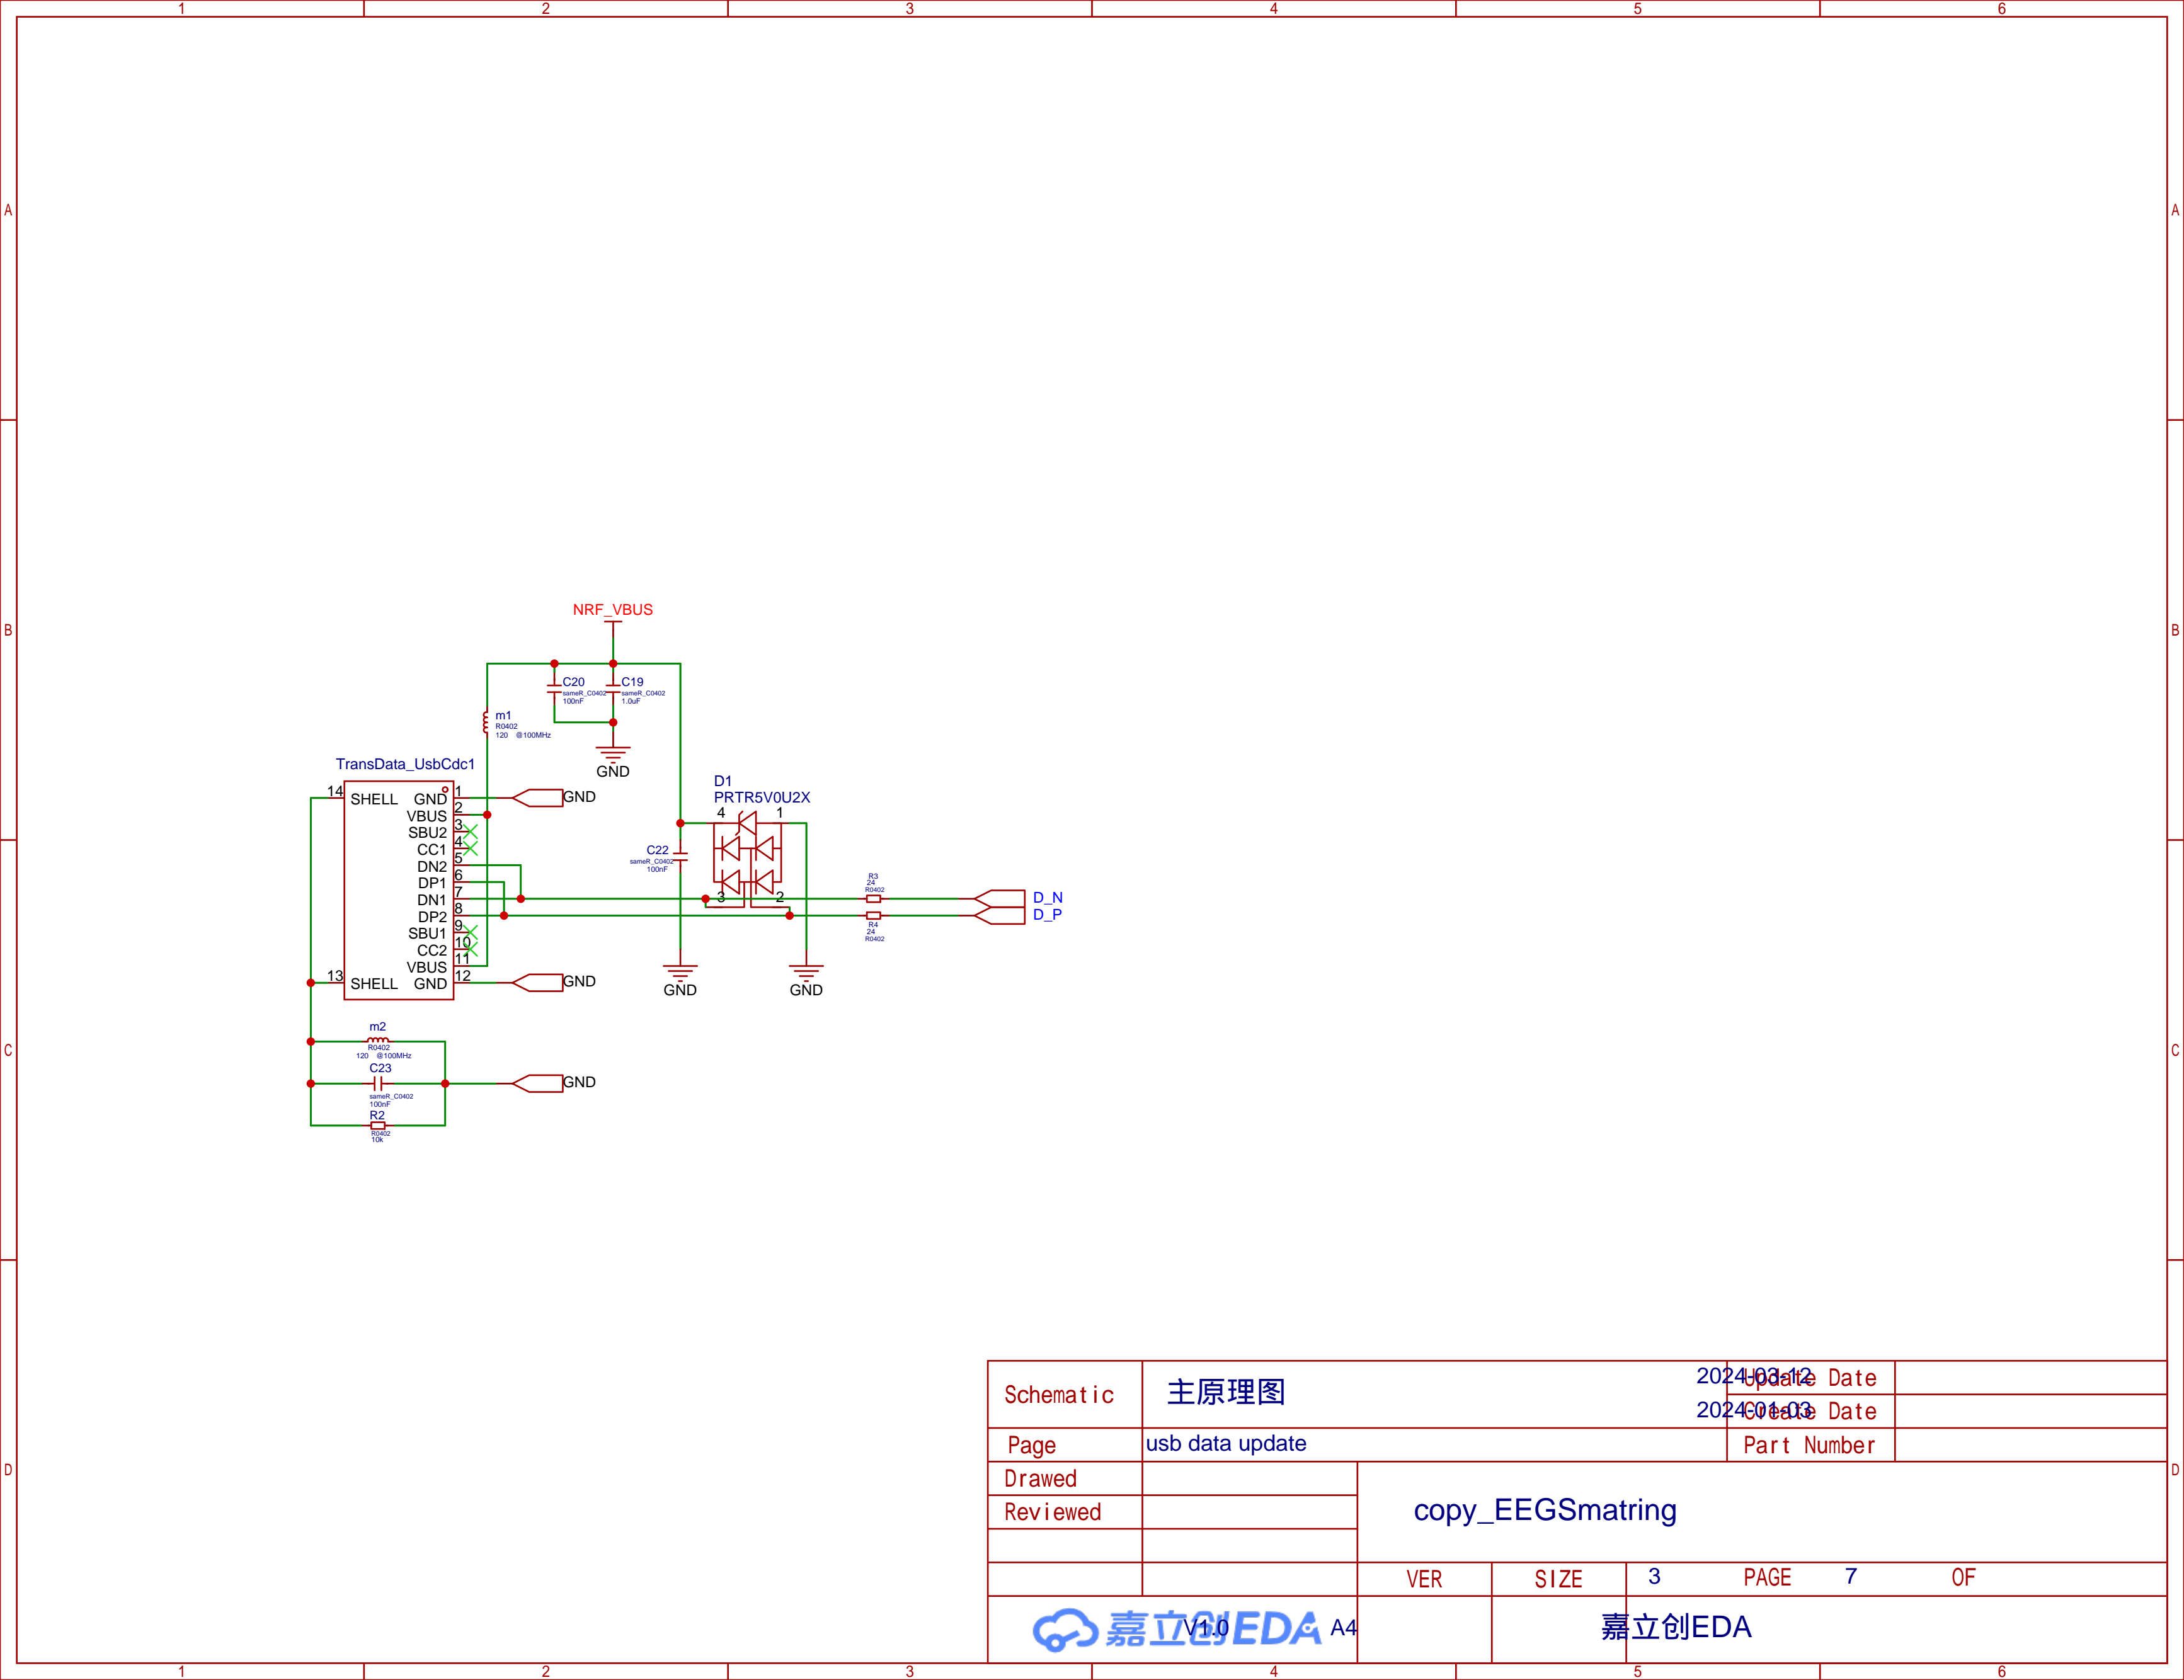 1 2 3 4 5 6
A A
B B
C C
D D
NRF_VBUS
C20
sameR_C0402
100nF
C19
sameR_C0402
1.0uF
m1
R0402
120 @100MHz
GND
TransData_UsbCdc1
14 SHELL GND 1
VBUS 2
SBU2 3
CC1 4
DN2 5
DP1 6
DN1 7
DP2 8
SBU1 9
CC2 10
VBUS 11
13 SHELL GND 12
GND
GND
D1
PRTR5V0U2X
4 1
3 2
C22
sameR_C0402
100nF
GND
GND
R3
24
R0402
R4
24
R0402
D_N
D_P
m2
R0402
120 @100MHz
C23
sameR_C0402
100nF
R2
R0402
10k
GND
Schematic 主原理图 2024-03-12 Update Date
2024-01-03 Create Date
Page usb data update Part Number
Drawed
Reviewed
copy_EEGSmatring
VER SIZE 3 PAGE 7 OF
嘉立创EDA V1.0 A4 嘉立创EDA
1 2 3 4 5 6